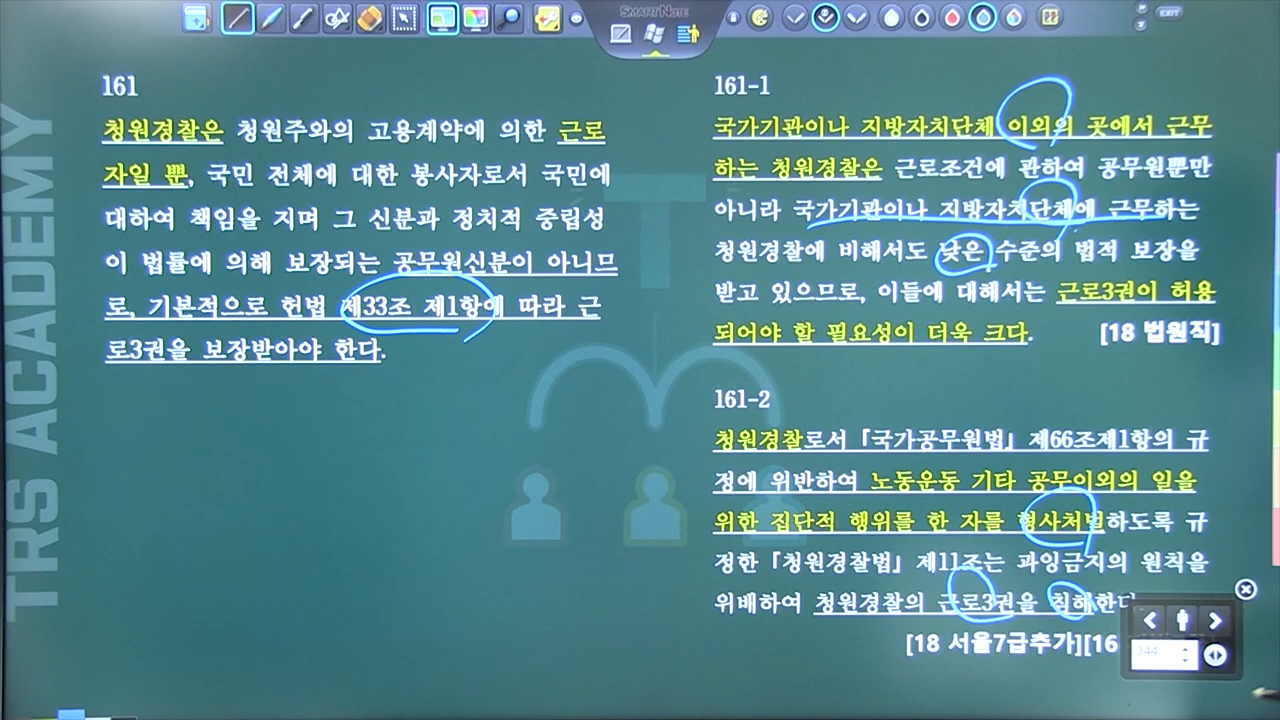 SMART NOTE
EXIT
TRS ACADEMY
161
청원경찰은 청원주와의 고용계약에 의한 근로
자일 뿐, 국민 전체에 대한 봉사자로서 국민에
대하여 책임을 지며 그 신분과 정치적 중립성
이 법률에 의해 보장되는 공무원신분이 아니므
로, 기본적으로 헌법 제33조 제1항에 따라 근
로3권을 보장받아야 한다.
161-1
국가기관이나 지방자치단체 이외의 곳에서 근무
하는 청원경찰은 근로조건에 관하여 공무원뿐만
아니라 국가기관이나 지방자치단체에 근무하는
청원경찰에 비해서도 낮은 수준의 법적 보장을
받고 있으므로, 이들에 대해서는 근로3권이 허용
되어야 할 필요성이 더욱 크다. [18 법원직]
161-2
청원경찰로서 「국가공무원법」 제66조제1항의 규
정에 위반하여 노동운동 기타 공무이외의 일을
위한 집단적 행위를 한 자를 형사처벌하도록 규
정한 「청원경찰법」 제11조는 과잉금지의 원칙을
위배하여 청원경찰의 근로3권을 침해한다
[18 서울7급추가][16
344